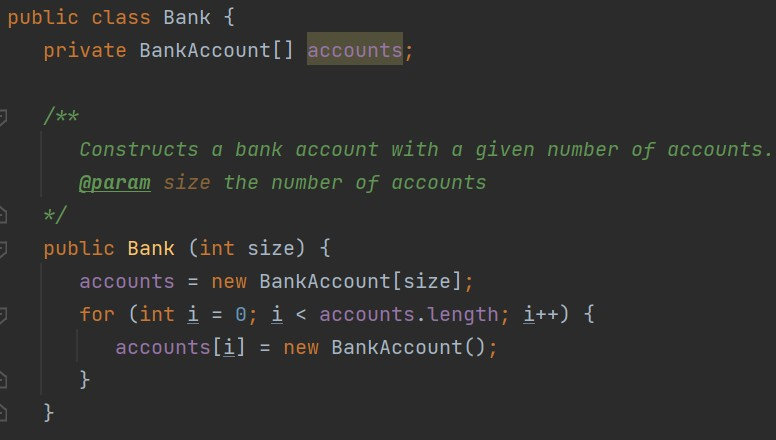 public class Bank {
   private BankAccount[] accounts;

   /**
      Constructs a bank account with a given number of accounts.
      @param size the number of accounts
   */
   public Bank (int size) {
      accounts = new BankAccount[size];
      for (int i = 0; i < accounts.length; i++) {
         accounts[i] = new BankAccount();
      }
   }